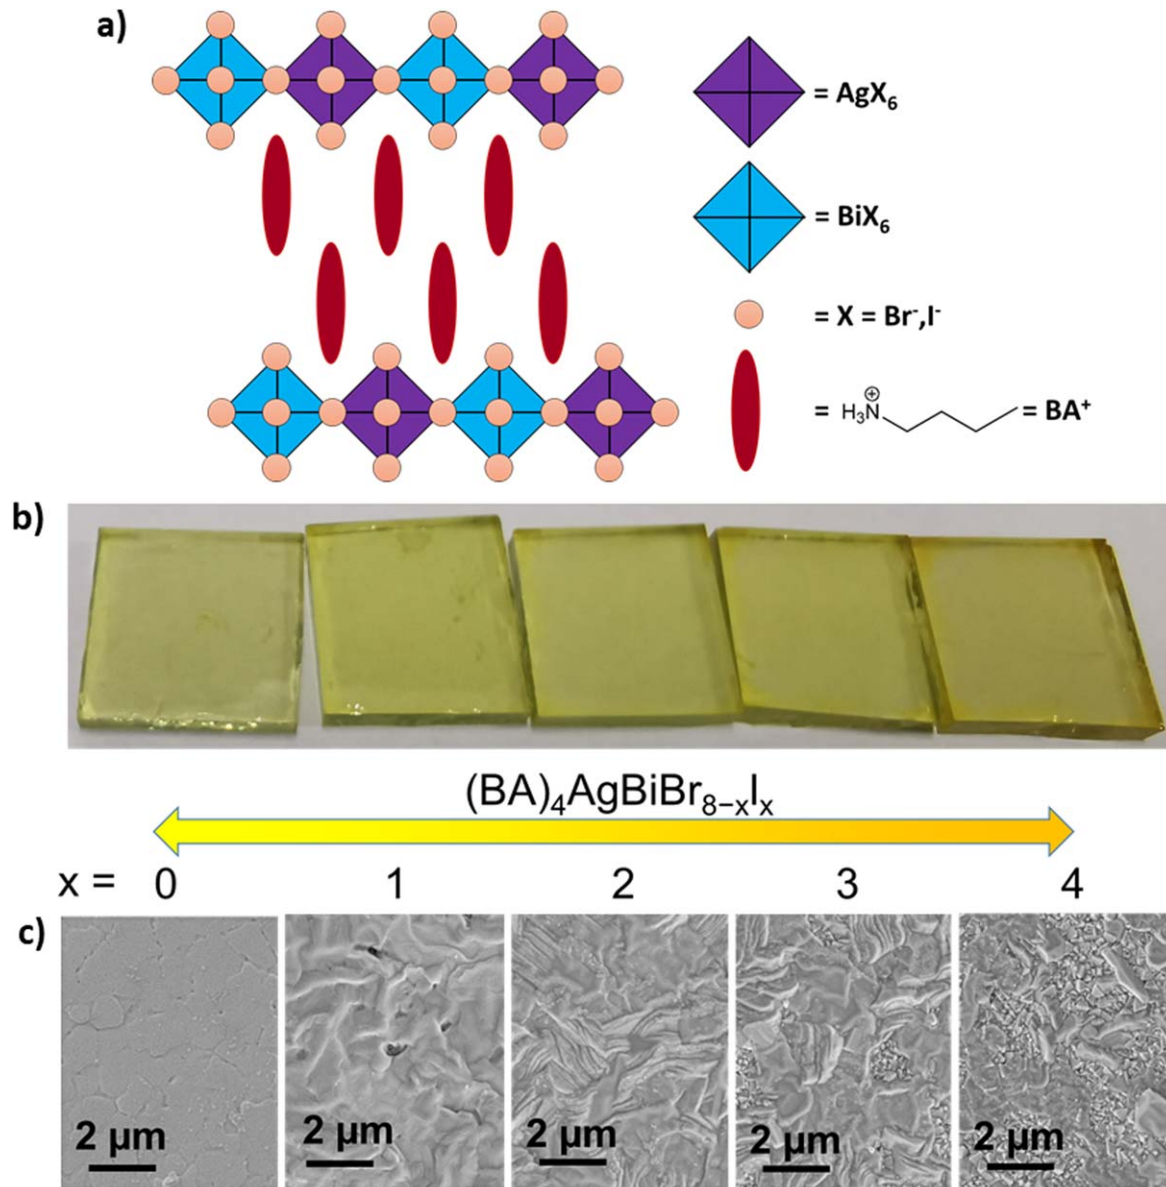 a)
= AgX₆
= BiX₆
= X = Br⁻,I⁻
= H₃N⊕ = BA⁺
b)
(BA)₄AgBiBr₈₋ₓIₓ
x = 0 1 2 3 4
c)
2 µm 2 µm 2 µm 2 µm 2 µm